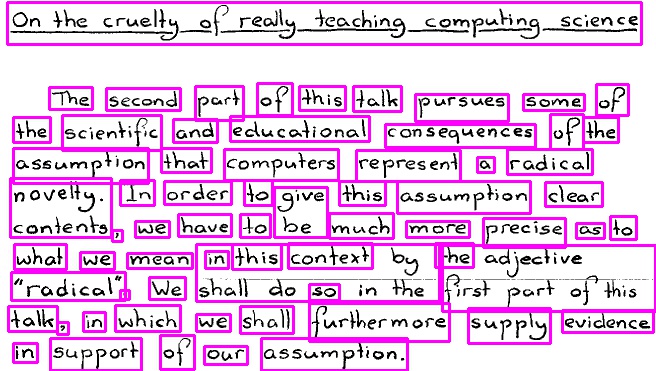 On the cruelty of really teaching computing science
The second part of this talk pursues some of
the scientific and educational consequences of the
assumption that computers represent a radical
novelty. In order to give this assumption clear
contents, we have to be much more precise as to
what we mean in this context by the adjective
"radical". We shall do so in the first part of this
talk, in which we shall furthermore supply evidence
in support of our assumption.